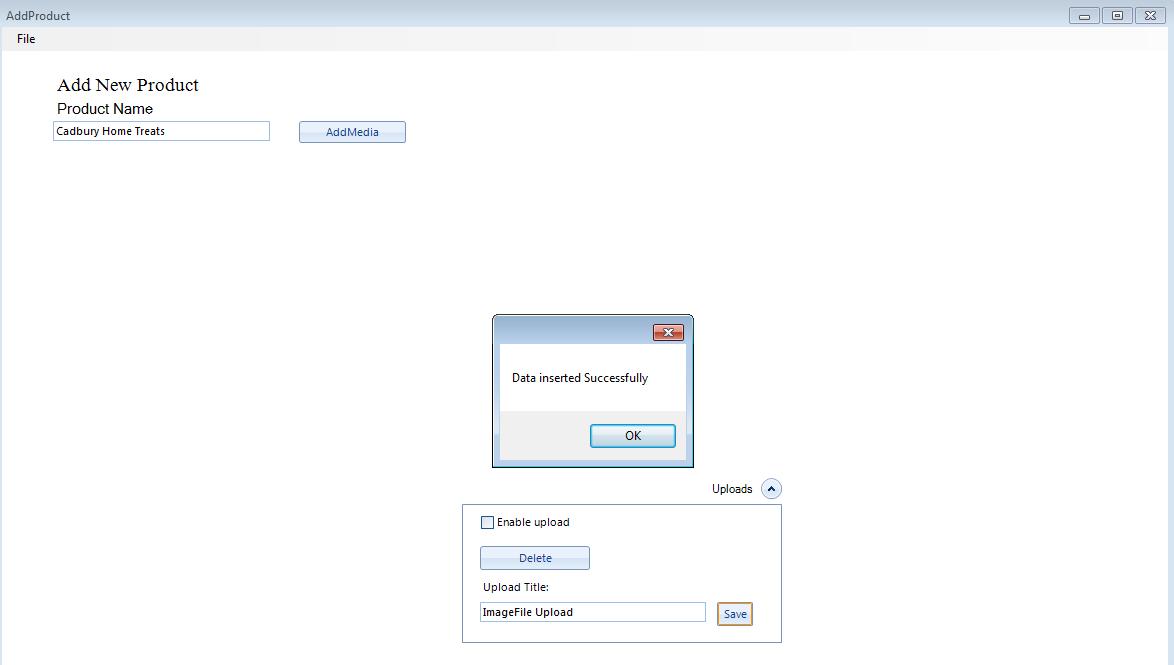 AddProduct
File
Add New Product
Product Name
Cadbury Home Treats
AddMedia
Data inserted Successfully
OK
Uploads
Enable upload
Delete
Upload Title:
ImageFile Upload
Save